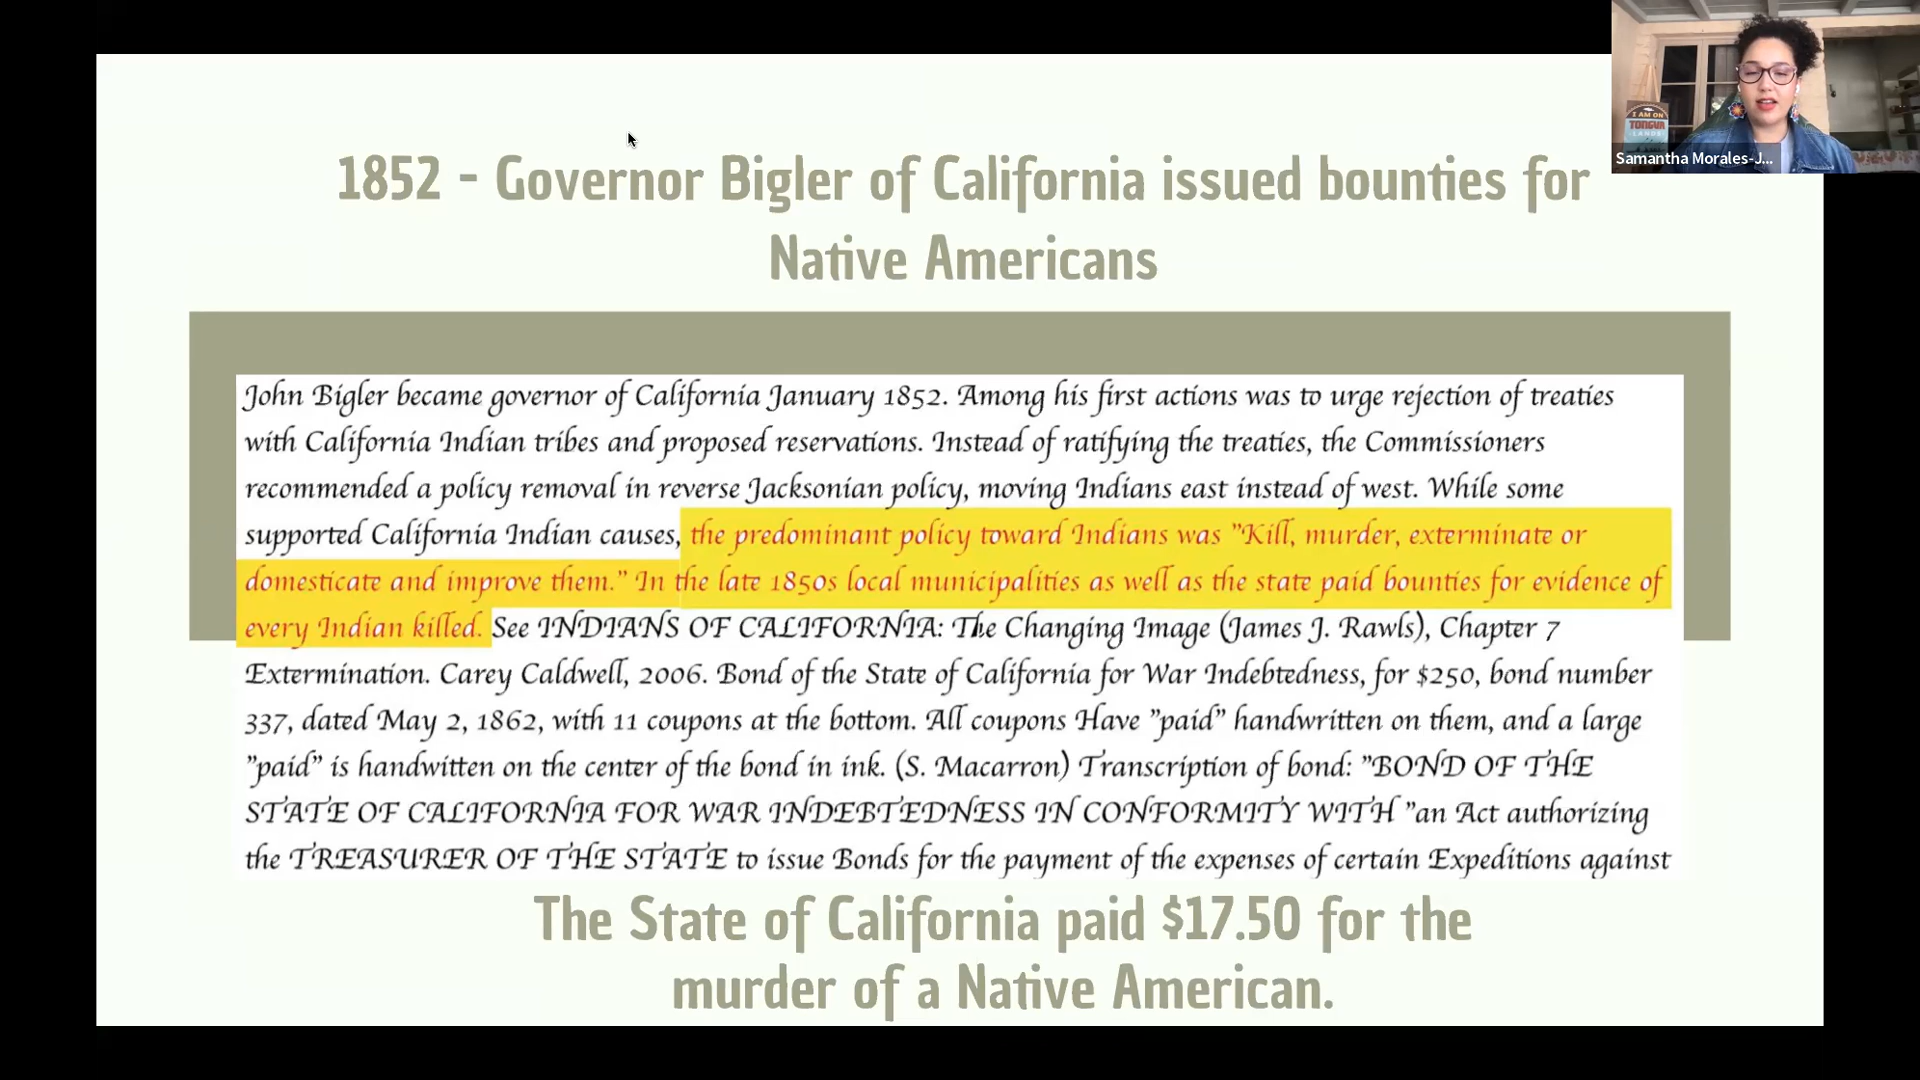 1852 - Governor Bigler of California issued bounties for
Native Americans
I AM ON
TONGVA
LAND
Samantha Morales-J...
John Bigler became governor of California January 1852. Among his first actions was to urge rejection of treaties
with California Indian tribes and proposed reservations. Instead of ratifying the treaties, the Commissioners
recommended a policy removal in reverse Jacksonian policy, moving Indians east instead of west. While some
supported California Indian causes, the predominant policy toward Indians was "Kill, murder, exterminate or
domesticate and improve them." In the late 1850s local municipalities as well as the state paid bounties for evidence of
every Indian killed. See INDIANS OF CALIFORNIA: The Changing Image (James J. Rawls), Chapter 7
Extermination. Carey Caldwell, 2006. Bond of the State of California for War Indebtedness, for $250, bond number
337, dated May 2, 1862, with 11 coupons at the bottom. All coupons Have "paid" handwritten on them, and a large
"paid" is handwitten on the center of the bond in ink. (S. Macarron) Transcription of bond: "BOND OF THE
STATE OF CALIFORNIA FOR WAR INDEBTEDNESS IN CONFORMITY WITH "an Act authorizing
the TREASURER OF THE STATE to issue Bonds for the payment of the expenses of certain Expeditions against
The State of California paid $17.50 for the
murder of a Native American.